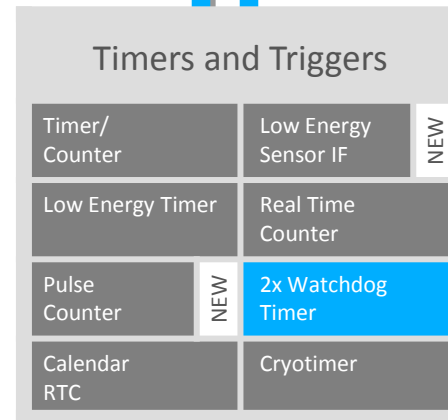 Timers and Triggers
Timer/
Counter
Low Energy
Sensor IF
NEW
Low Energy Timer
Real Time
Counter
Pulse
Counter
NEW
2x Watchdog
Timer
Calendar
RTC
Cryotimer